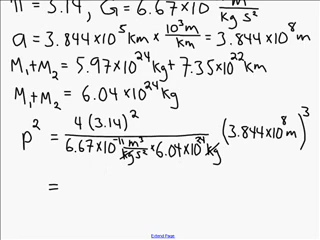 π = 3.14, G = 6.67×10 m/kg s²
a = 3.844×10⁵ km × 10³m/km = 3.844×10⁸ m
M₁+M₂ = 5.97×10²⁴ kg + 7.35×10²² km
M₁+M₂ = 6.04×10²⁴ kg
P² = 4(3.14)² / 6.67×10⁻¹¹ m³/kg s² × 6.04×10²⁴ kg (3.844×10⁸ m)³
=